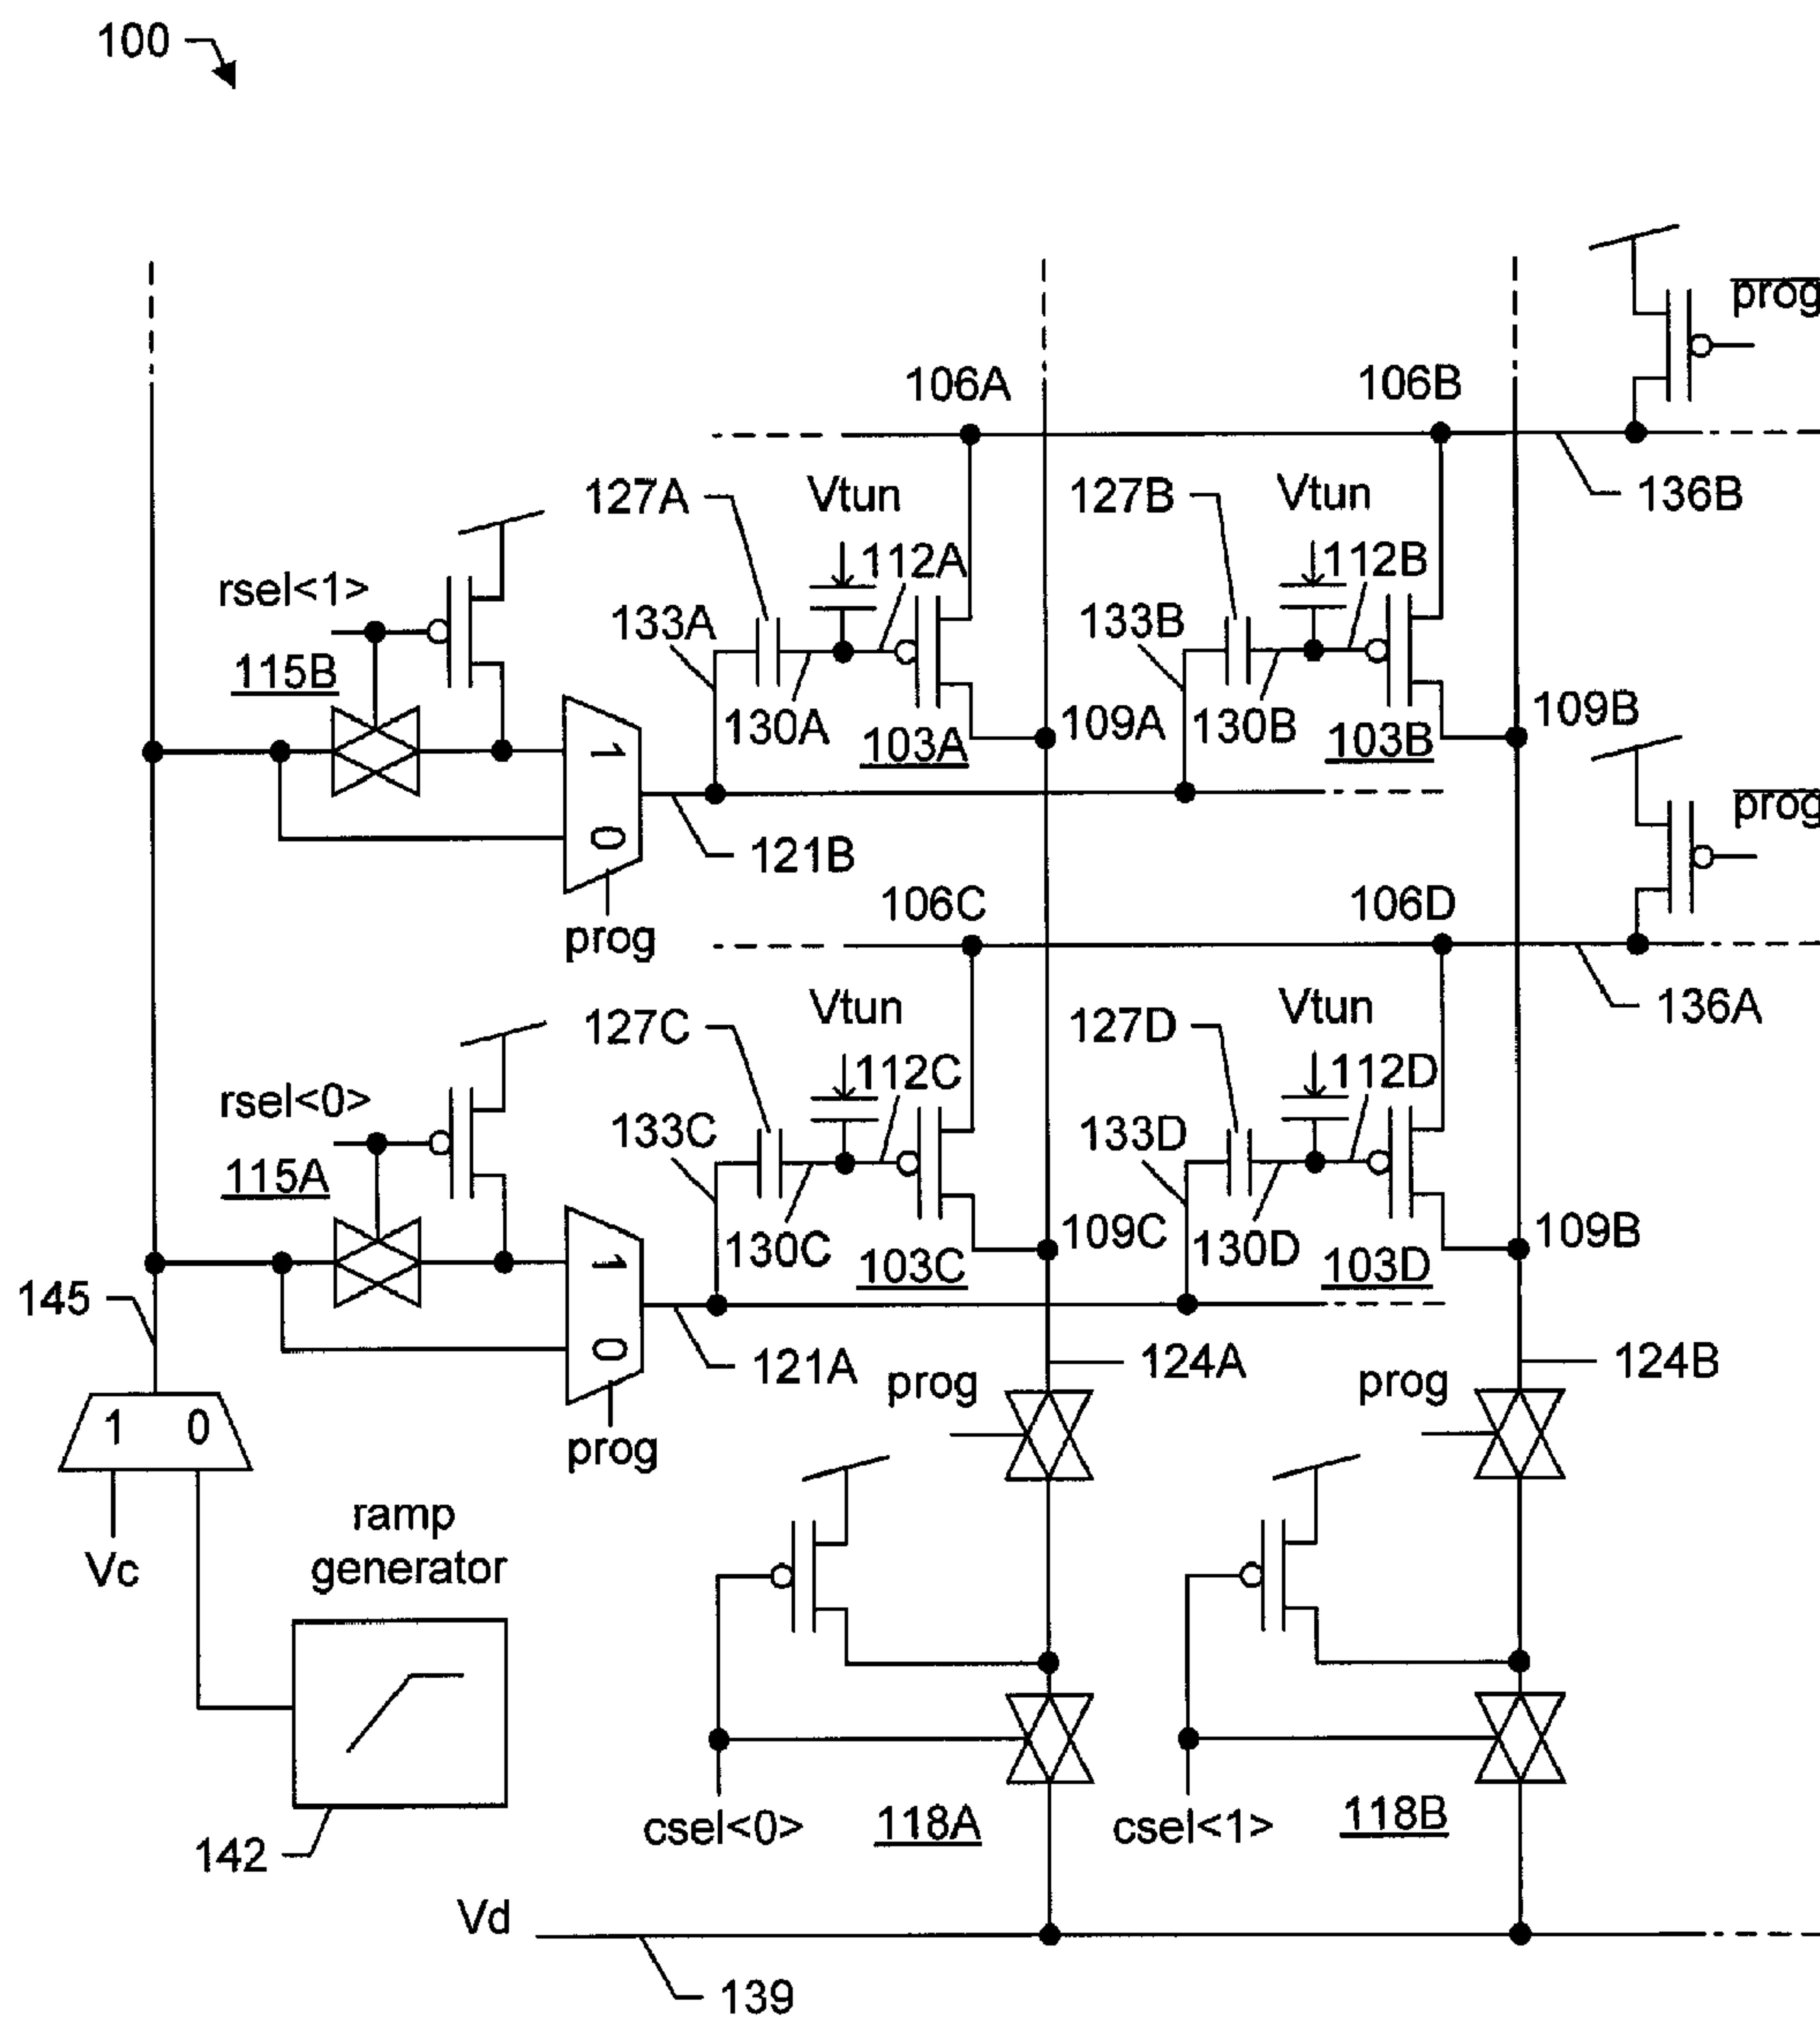 100
106A 106B
prog
127A Vtun 127B Vtun 136B
112A 112B
rsel<1>
133A 133B
115B
130A 103A 109A 130B 103B 109B
1
0
prog
121B
prog
106C 106D
127C Vtun 127D Vtun 136A
112C 112D
rsel<0>
133C 133D
115A
130C 103C 109C 130D 103D 109B
1
145
0
121A prog 124A prog 124B
1 0
prog
Vc
ramp
generator
142
csel<0> 118A csel<1> 118B
Vd
139